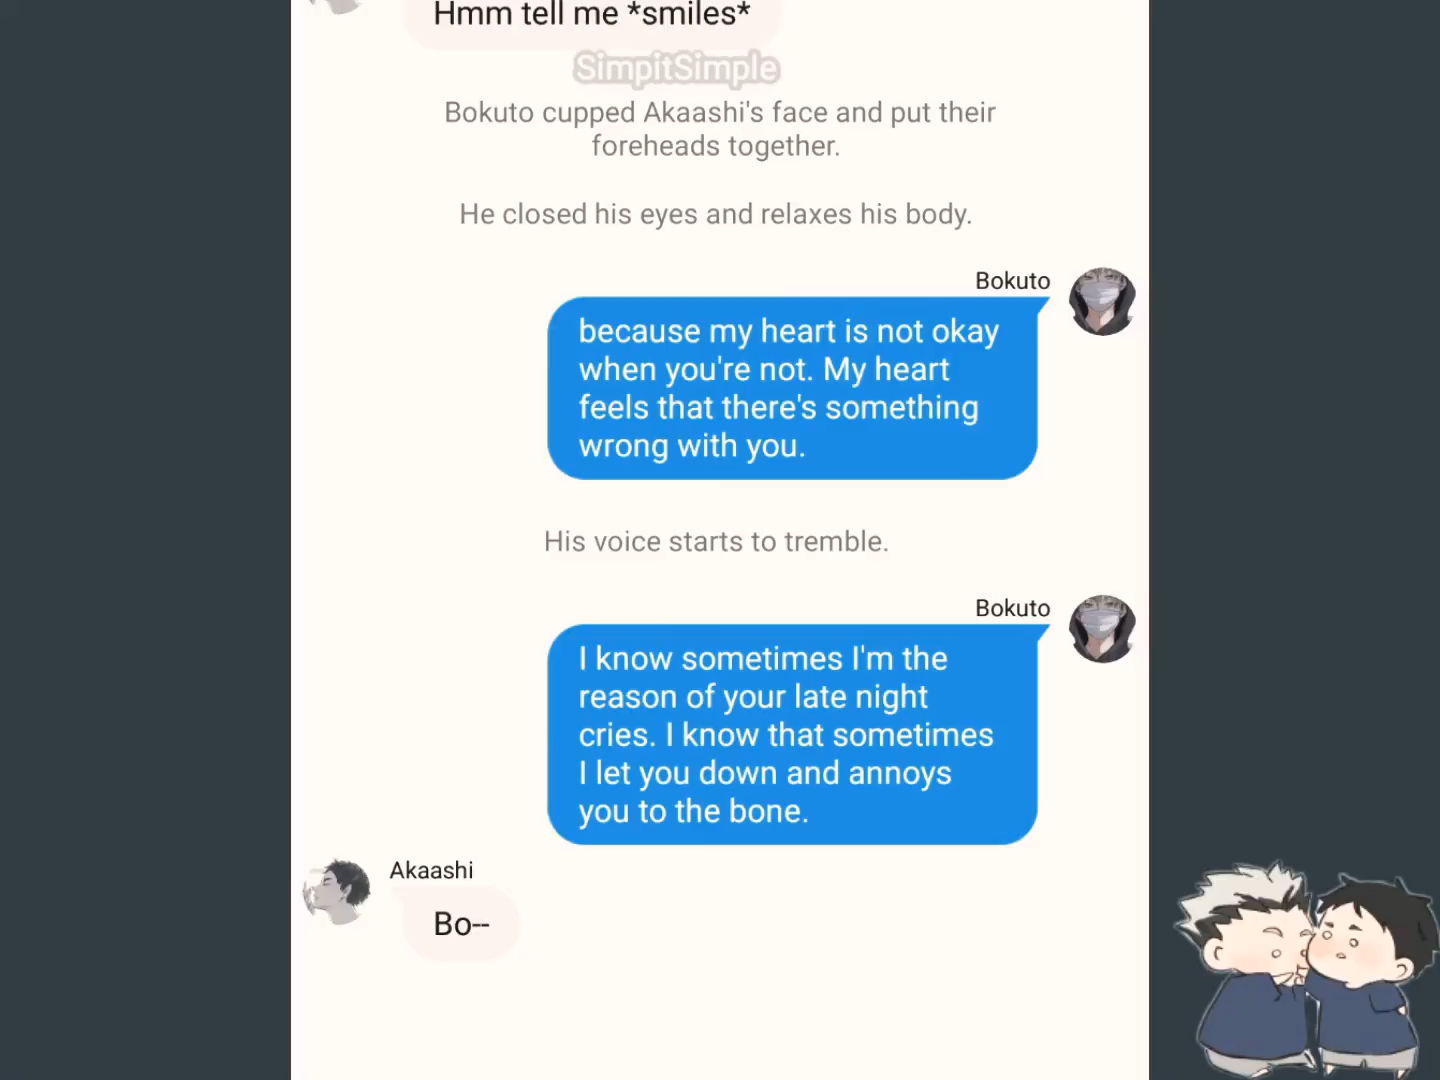 Hmm tell me *smiles*
SimpitSimple
Bokuto cupped Akaashi's face and put their
foreheads together.
He closed his eyes and relaxes his body.
Bokuto
because my heart is not okay
when you're not. My heart
feels that there's something
wrong with you.
His voice starts to tremble.
Bokuto
I know sometimes I'm the
reason of your late night
cries. I know that sometimes
I let you down and annoys
you to the bone.
Akaashi
Bo--